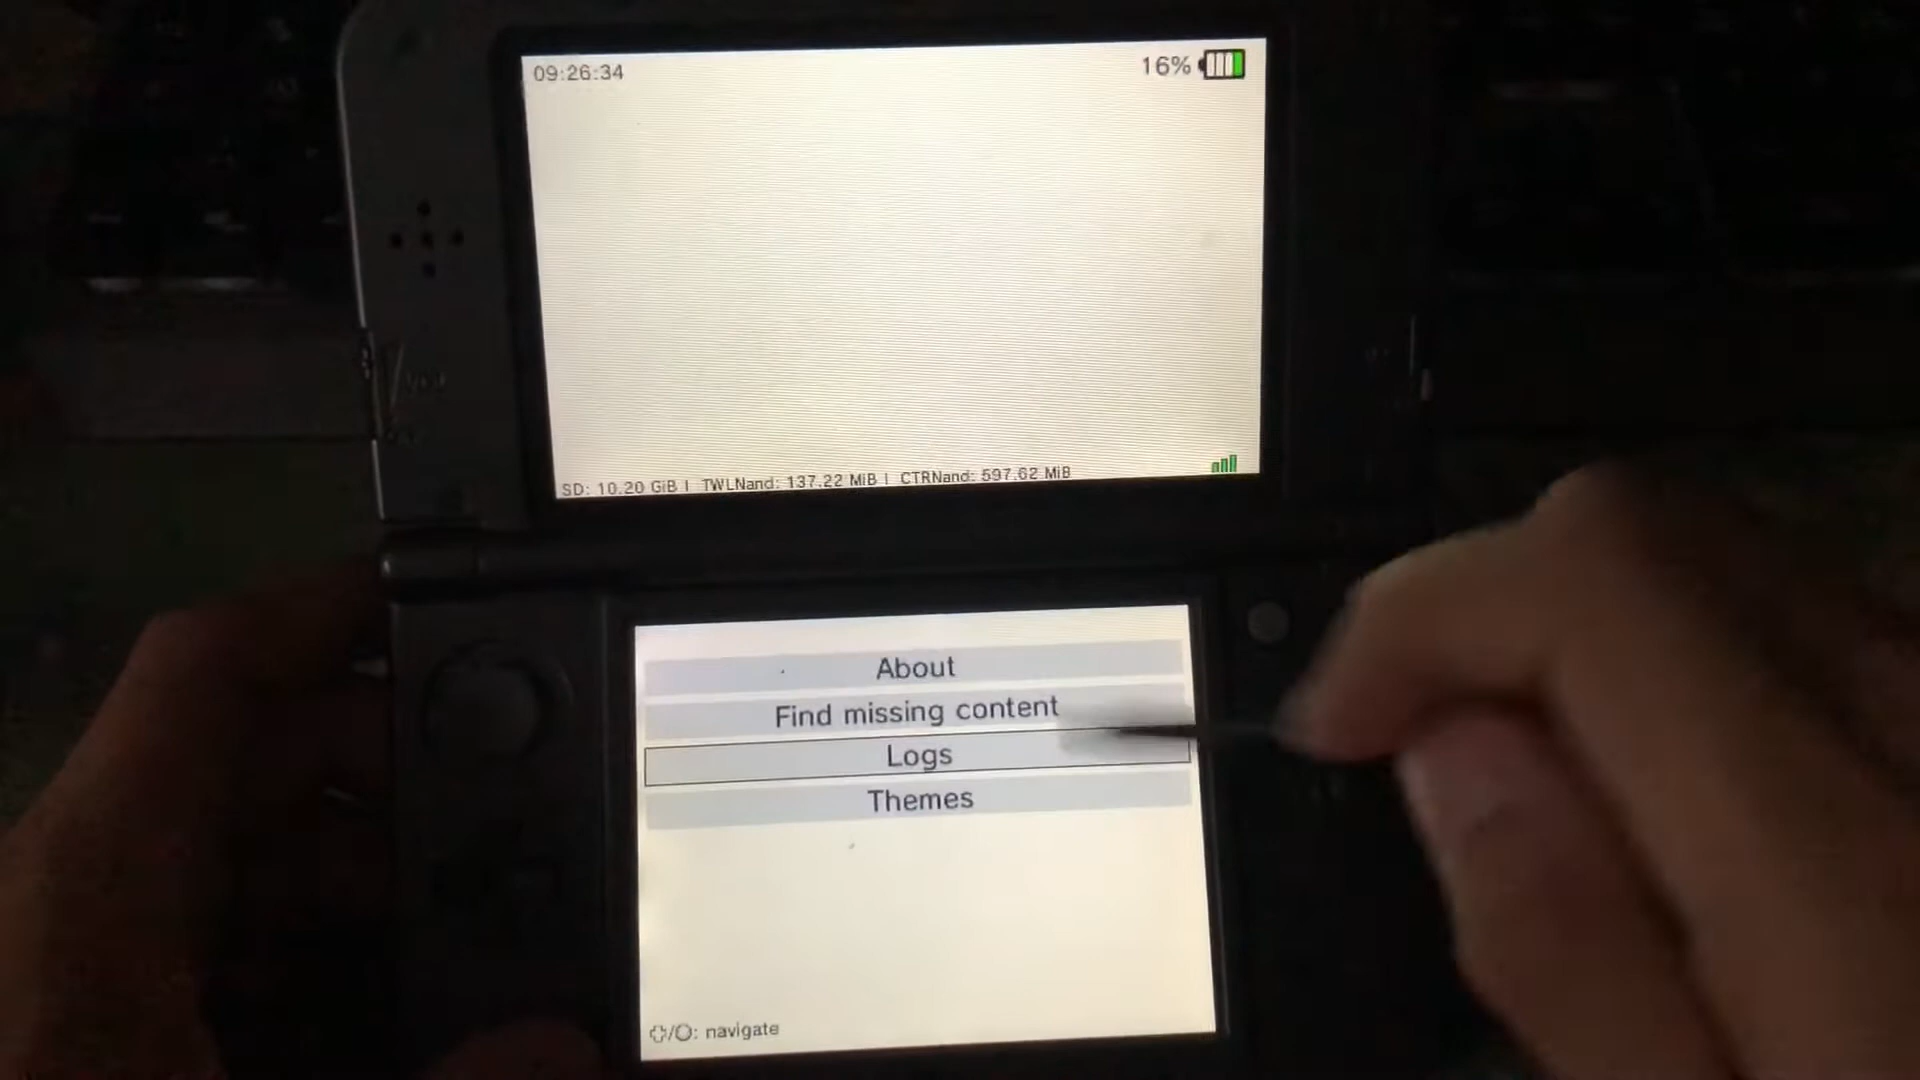 09:26:34
16%
SD: 10.20 GiB | TWLNand: 137.22 MiB | CTRNand: 597.62 MiB
About
Find missing content
Logs
Themes
: navigate